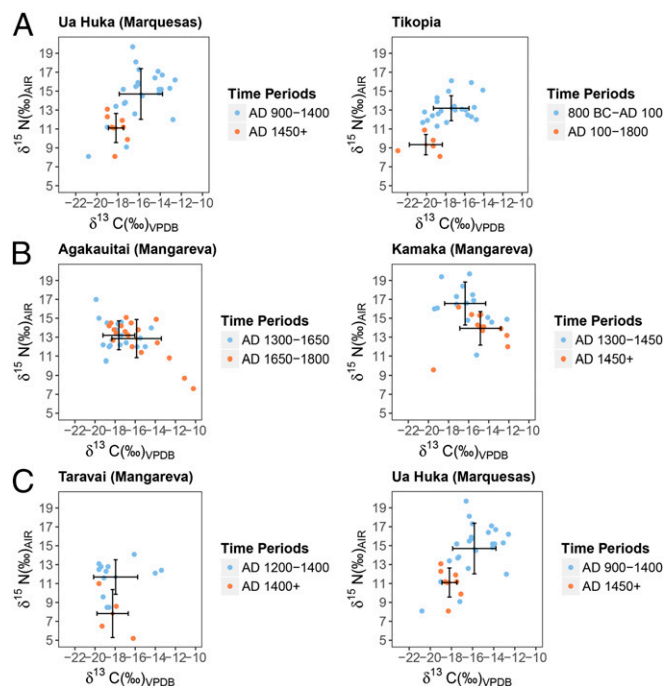 A
Ua Huka (Marquesas)
δ15 N(‰)AIR
19
17
15
13
11
9
7
5
−22−20−18−16−14−12−10
δ13 C(‰)VPDB
Time Periods
AD 900−1400
AD 1450+
Tikopia
δ15 N(‰)AIR
19
17
15
13
11
9
7
5
−22−20−18−16−14−12−10
δ13 C(‰)VPDB
Time Periods
800 BC−AD 100
AD 100−1800
B
Agakauitai (Mangareva)
δ15 N(‰)AIR
19
17
15
13
11
9
7
5
−22−20−18−16−14−12−10
δ13 C(‰)VPDB
Time Periods
AD 1300−1650
AD 1650−1800
Kamaka (Mangareva)
δ15 N(‰)AIR
19
17
15
13
11
9
7
5
−22−20−18−16−14−12−10
δ13 C(‰)VPDB
Time Periods
AD 1300−1450
AD 1450+
C
Taravai (Mangareva)
δ15 N(‰)AIR
19
17
15
13
11
9
7
5
−22−20−18−16−14−12−10
δ13 C(‰)VPDB
Time Periods
AD 1200−1400
AD 1400+
Ua Huka (Marquesas)
δ15 N(‰)AIR
19
17
15
13
11
9
7
5
−22−20−18−16−14−12−10
δ13 C(‰)VPDB
Time Periods
AD 900−1400
AD 1450+